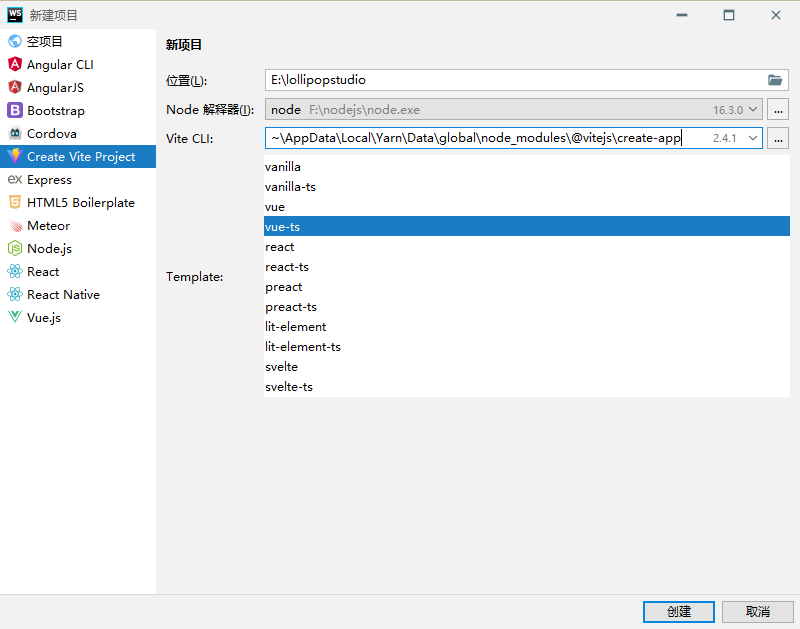 WS 新建项目
空项目
Angular CLI
AngularJS
B Bootstrap
Cordova
Create Vite Project
ex Express
5 HTML5 Boilerplate
Meteor
JS Node.js
React
React Native
Vue.js
新项目
位置(L): E:\lollipopstudio
Node 解释器(I): node F:\nodejs\node.exe 16.3.0 ...
Vite CLI: ~\AppData\Local\Yarn\Data\global\node_modules\@vitejs\create-app 2.4.1 ...
Template:
vanilla
vanilla-ts
vue
vue-ts
react
react-ts
preact
preact-ts
lit-element
lit-element-ts
svelte
svelte-ts
创建 取消